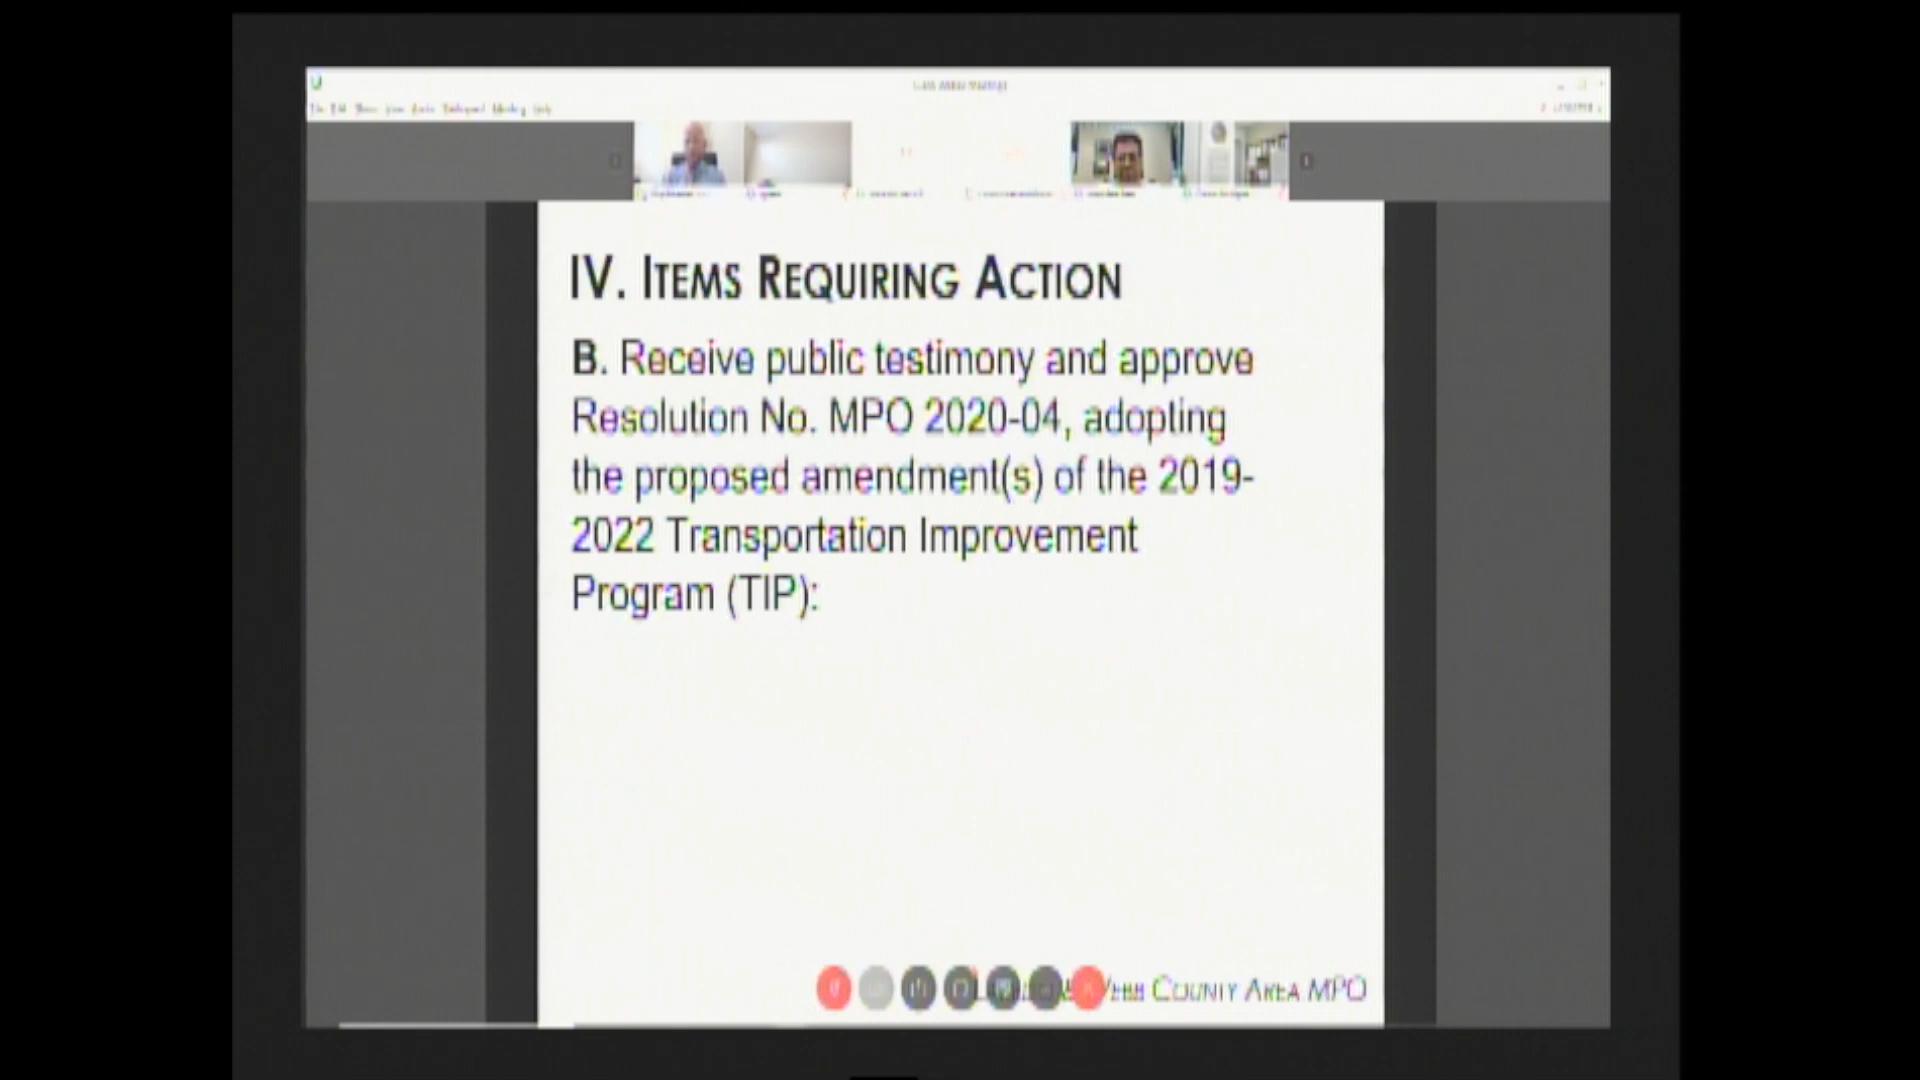 IV. ITEMS REQUIRING ACTION
B. Receive public testimony and approve
Resolution No. MPO 2020-04, adopting
the proposed amendment(s) of the 2019-
2022 Transportation Improvement
Program (TIP):
COUNTY AREA MPO